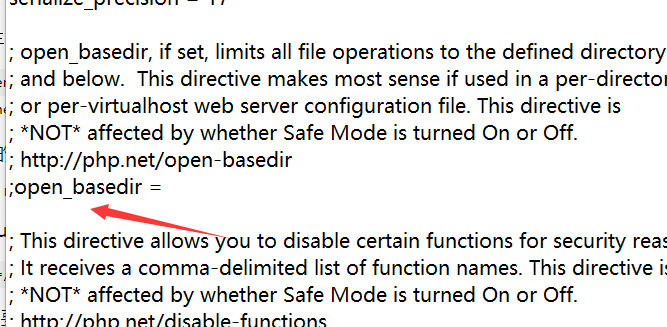 serialize_precision = 17
; open_basedir, if set, limits all file operations to the defined directory
; and below.  This directive makes most sense if used in a per-director
; or per-virtualhost web server configuration file. This directive is
; *NOT* affected by whether Safe Mode is turned On or Off.
; http://php.net/open-basedir
;open_basedir =
; This directive allows you to disable certain functions for security reas
; It receives a comma-delimited list of function names. This directive is
; *NOT* affected by whether Safe Mode is turned On or Off.
; http://php.net/disable-functions